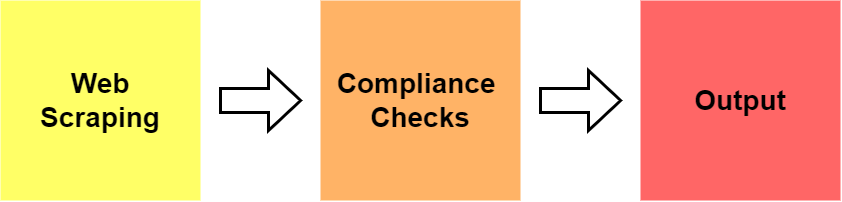 Web
Scraping
Compliance
Checks
Output